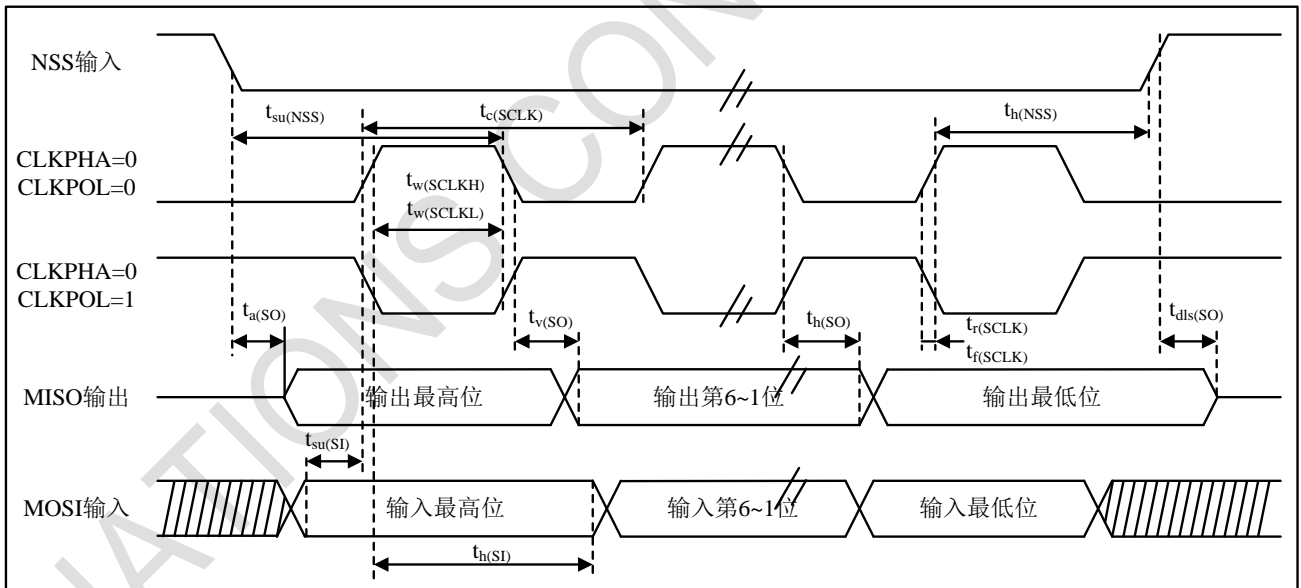 NSS输入
tsu(NSS)
tc(SCLK)
th(NSS)
CLKPHA=0
CLKPOL=0
tw(SCLKH)
tw(SCLKL)
CLKPHA=0
CLKPOL=1
ta(SO)
tv(SO)
th(SO)
tr(SCLK)
tf(SCLK)
tdls(SO)
MISO输出
输出最高位
输出第6~1位
输出最低位
tsu(SI)
MOSI输入
输入最高位
输入第6~1位
输入最低位
th(SI)
NATIONS CON